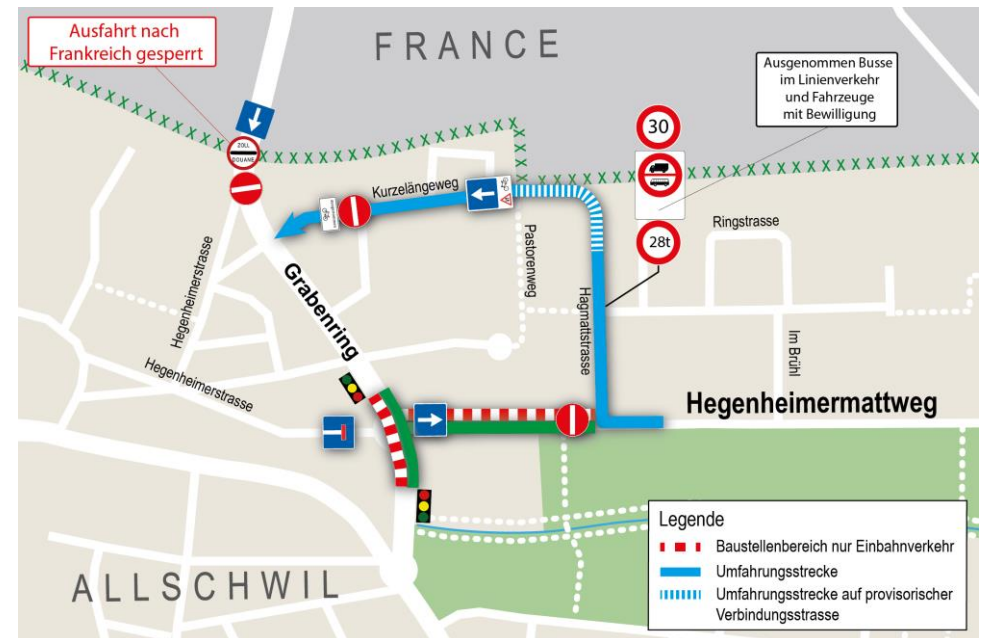 Ausfahrt nach
Frankreich gesperrt
FRANCE
Ausgenommen Busse
im Linienverkehr
und Fahrzeuge
mit Bewilligung
ZOLL
DOUANE
30
28t
Kurzelängeweg
Ringstrasse
Pastorenweg
Hegenheimerstrasse
Grabenring
Hagmattstrasse
Im Brühl
Hegenheimerstrasse
Hegenheimermattweg
Legende
Baustellenbereich nur Einbahnverkehr
Umfahrungsstrecke
Umfahrungsstrecke auf provisorischer
Verbindungsstrasse
ALLSCHWIL